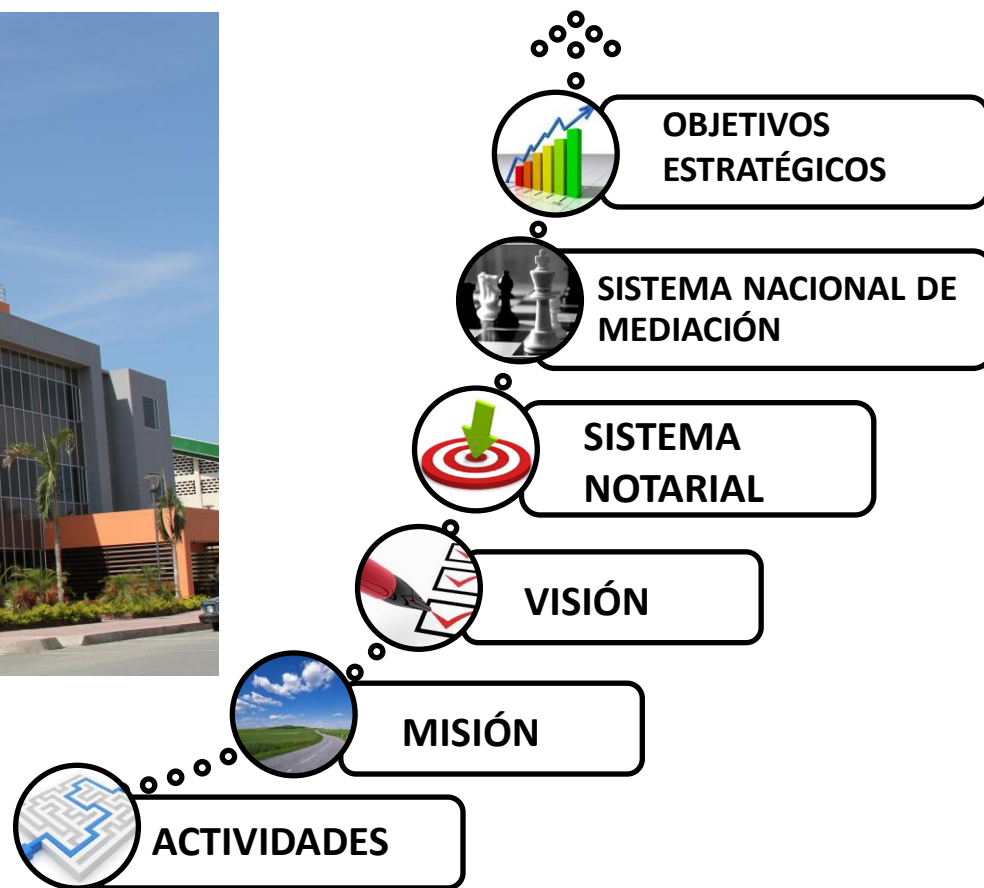 OBJETIVOS
ESTRATÉGICOS
SISTEMA NACIONAL DE
MEDIACIÓN
SISTEMA
NOTARIAL
VISIÓN
MISIÓN
ACTIVIDADES